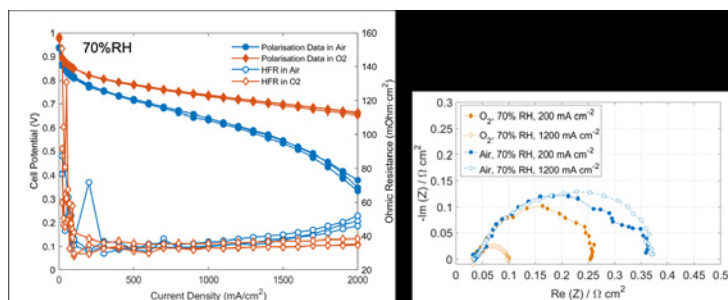 70%RH
Polarisation Data in Air
Polarisation Data in O2
HFR in Air
HFR in O2
Cell Potential (V)
1
0.9
0.8
0.7
0.6
0.5
0.4
0.3
0.2
0.1
0
160
140
120
100
80
60
40
20
Ohmic Resistance (mOhm·cm²)
0 500 1000 1500 2000
Current Density (mA/cm²)
O₂, 70% RH, 200 mA cm⁻²
O₂, 70% RH, 1200 mA cm⁻²
Air, 70% RH, 200 mA cm⁻²
Air, 70% RH, 1200 mA cm⁻²
-Im (Z) / Ω cm²
0.3
0.25
0.2
0.15
0.1
0.05
0
0 0.05 0.1 0.15 0.2 0.25 0.3 0.35 0.4 0.45 0.5
Re (Z) / Ω cm²